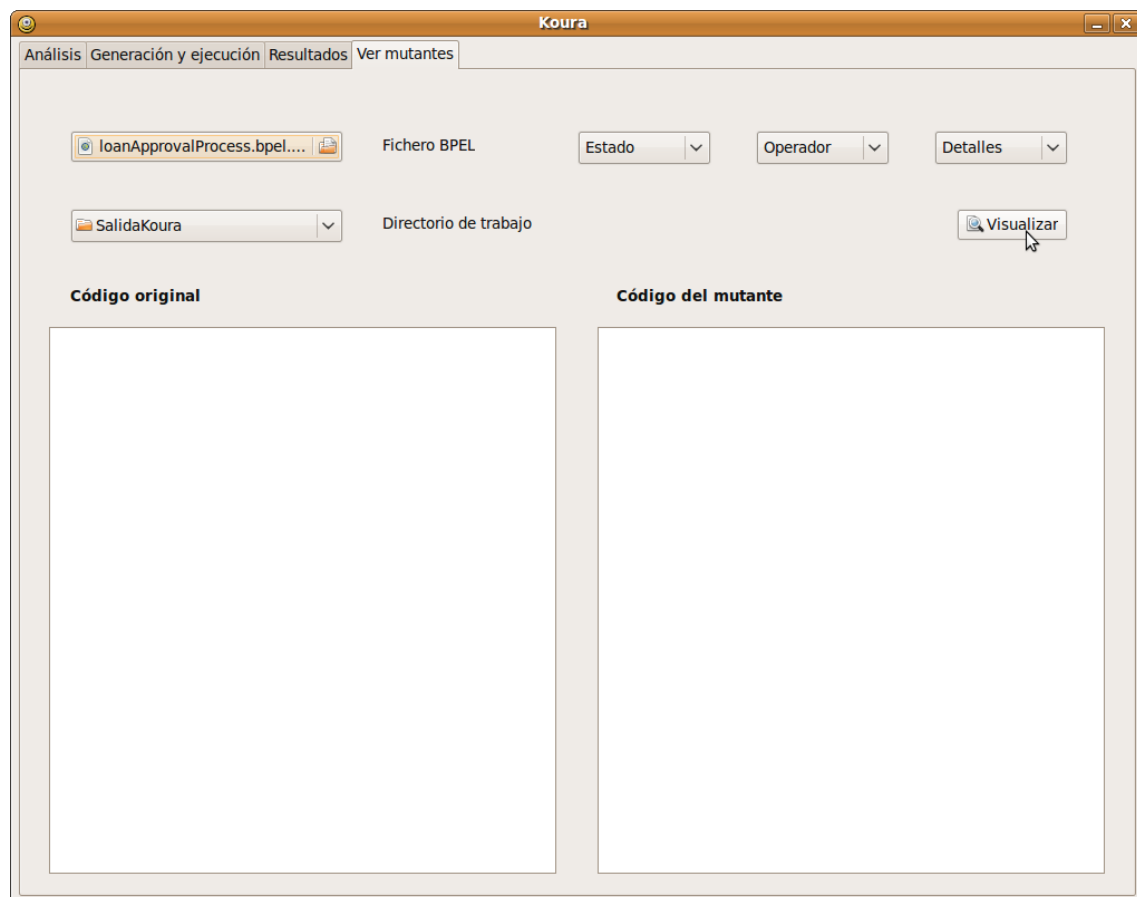 Koura
Análisis Generación y ejecución Resultados Ver mutantes
loanApprovalProcess.bpel.... Fichero BPEL Estado Operador Detalles
SalidaKoura Directorio de trabajo Visualizar
Código original Código del mutante